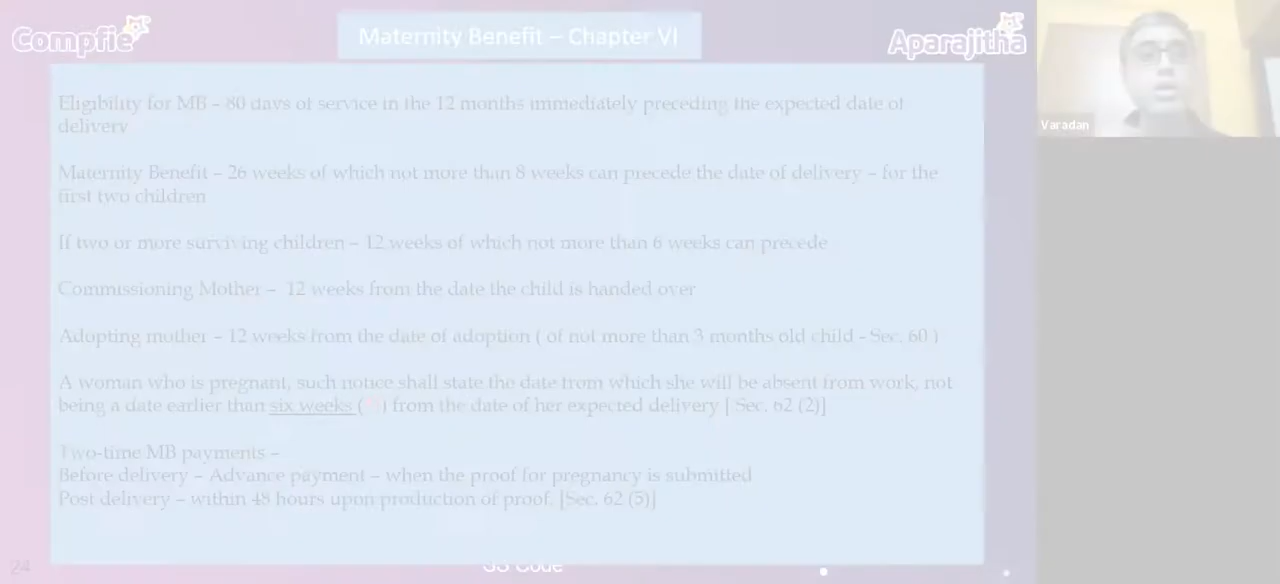 Compfie
Maternity Benefit – Chapter VI
Aparajitha
Varadan
Eligibility for MB – 80 days of service in the 12 months immediately preceding the expected date of
delivery
Maternity Benefit – 26 weeks of which not more than 8 weeks can precede the date of delivery – for the
first two children
If two or more surviving children – 12 weeks of which not more than 6 weeks can precede
Commissioning Mother – 12 weeks from the date the child is handed over
Adopting mother – 12 weeks from the date of adoption ( of not more than 3 months old child - Sec. 60 )
A woman who is pregnant, such notice shall state the date from which she will be absent from work, not
being a date earlier than six weeks ( ) from the date of her expected delivery [ Sec. 62 (2)]
Two-time MB payments –
Before delivery – Advance payment – when the proof for pregnancy is submitted
Post delivery – within 48 hours upon production of proof. [Sec. 62 (5)]
24
SS Code